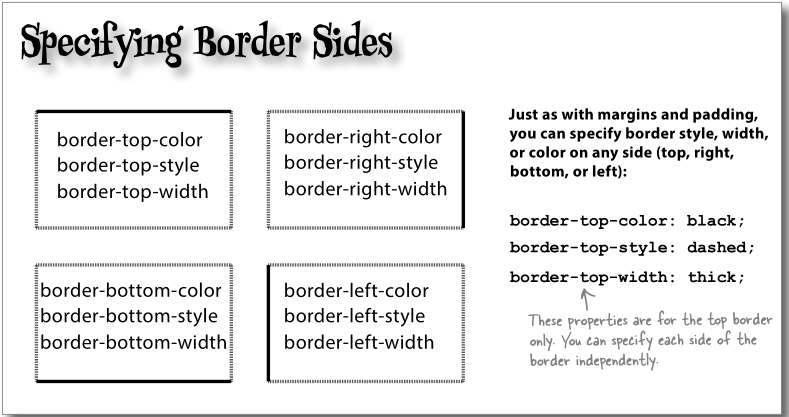 Specifying Border Sides
border-top-color
border-top-style
border-top-width
border-right-color
border-right-style
border-right-width
border-bottom-color
border-bottom-style
border-bottom-width
border-left-color
border-left-style
border-left-width
Just as with margins and padding,
you can specify border style, width,
or color on any side (top, right,
bottom, or left):
border-top-color: black;
border-top-style: dashed;
border-top-width: thick;
These properties are for the top border
only. You can specify each side of the
border independently.